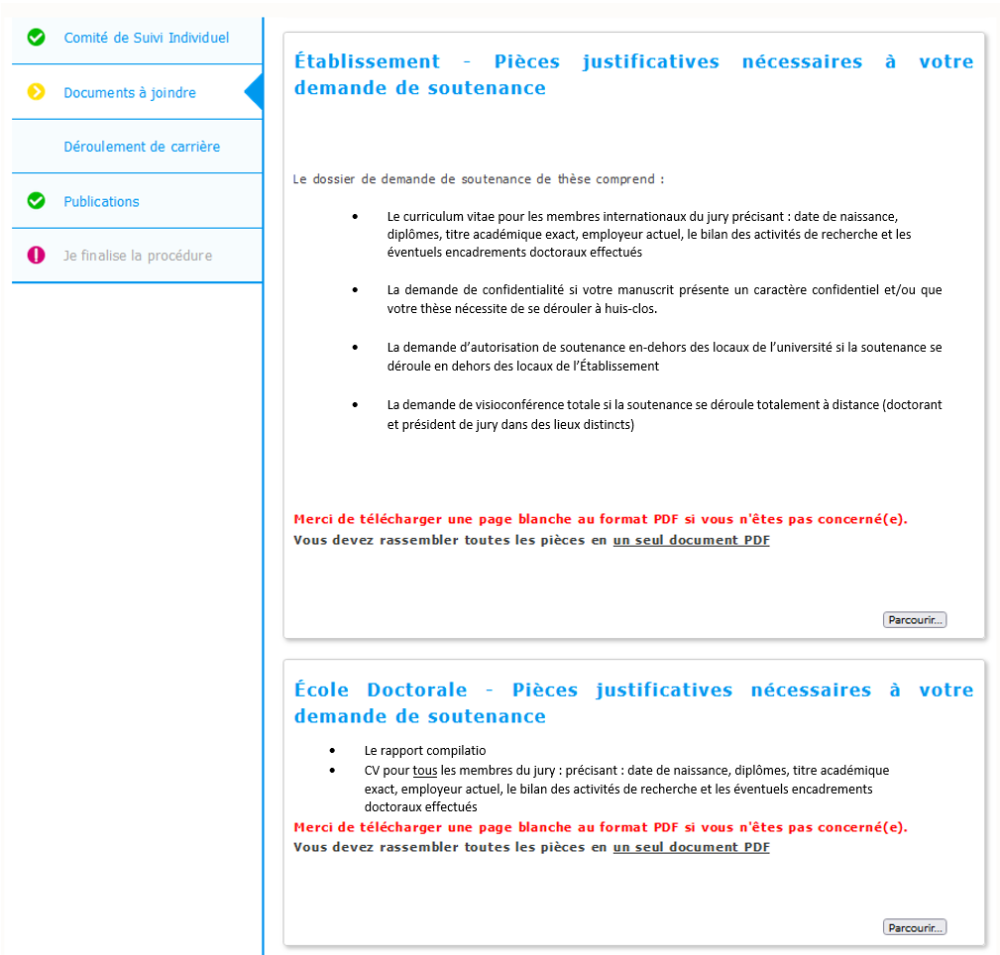 Comité de Suivi Individuel
Documents à joindre
Déroulement de carrière
Publications
Je finalise la procédure
Établissement - Pièces justificatives nécessaires à votre
demande de soutenance
Le dossier de demande de soutenance de thèse comprend :
• Le curriculum vitae pour les membres internationaux du jury précisant : date de naissance,
diplômes, titre académique exact, employeur actuel, le bilan des activités de recherche et les
éventuels encadrements doctoraux effectués
• La demande de confidentialité si votre manuscrit présente un caractère confidentiel et/ou que
votre thèse nécessite de se dérouler à huis-clos.
• La demande d’autorisation de soutenance en-dehors des locaux de l’université si la soutenance se
déroule en dehors des locaux de l’Établissement
• La demande de visioconférence totale si la soutenance se déroule totalement à distance (doctorant
et président de jury dans des lieux distincts)
Merci de télécharger une page blanche au format PDF si vous n'êtes pas concerné(e).
Vous devez rassembler toutes les pièces en un seul document PDF
Parcourir...
École Doctorale - Pièces justificatives nécessaires à votre
demande de soutenance
• Le rapport compilatio
• CV pour tous les membres du jury : précisant : date de naissance, diplômes, titre académique
exact, employeur actuel, le bilan des activités de recherche et les éventuels encadrements
doctoraux effectués
Merci de télécharger une page blanche au format PDF si vous n'êtes pas concerné(e).
Vous devez rassembler toutes les pièces en un seul document PDF
Parcourir...